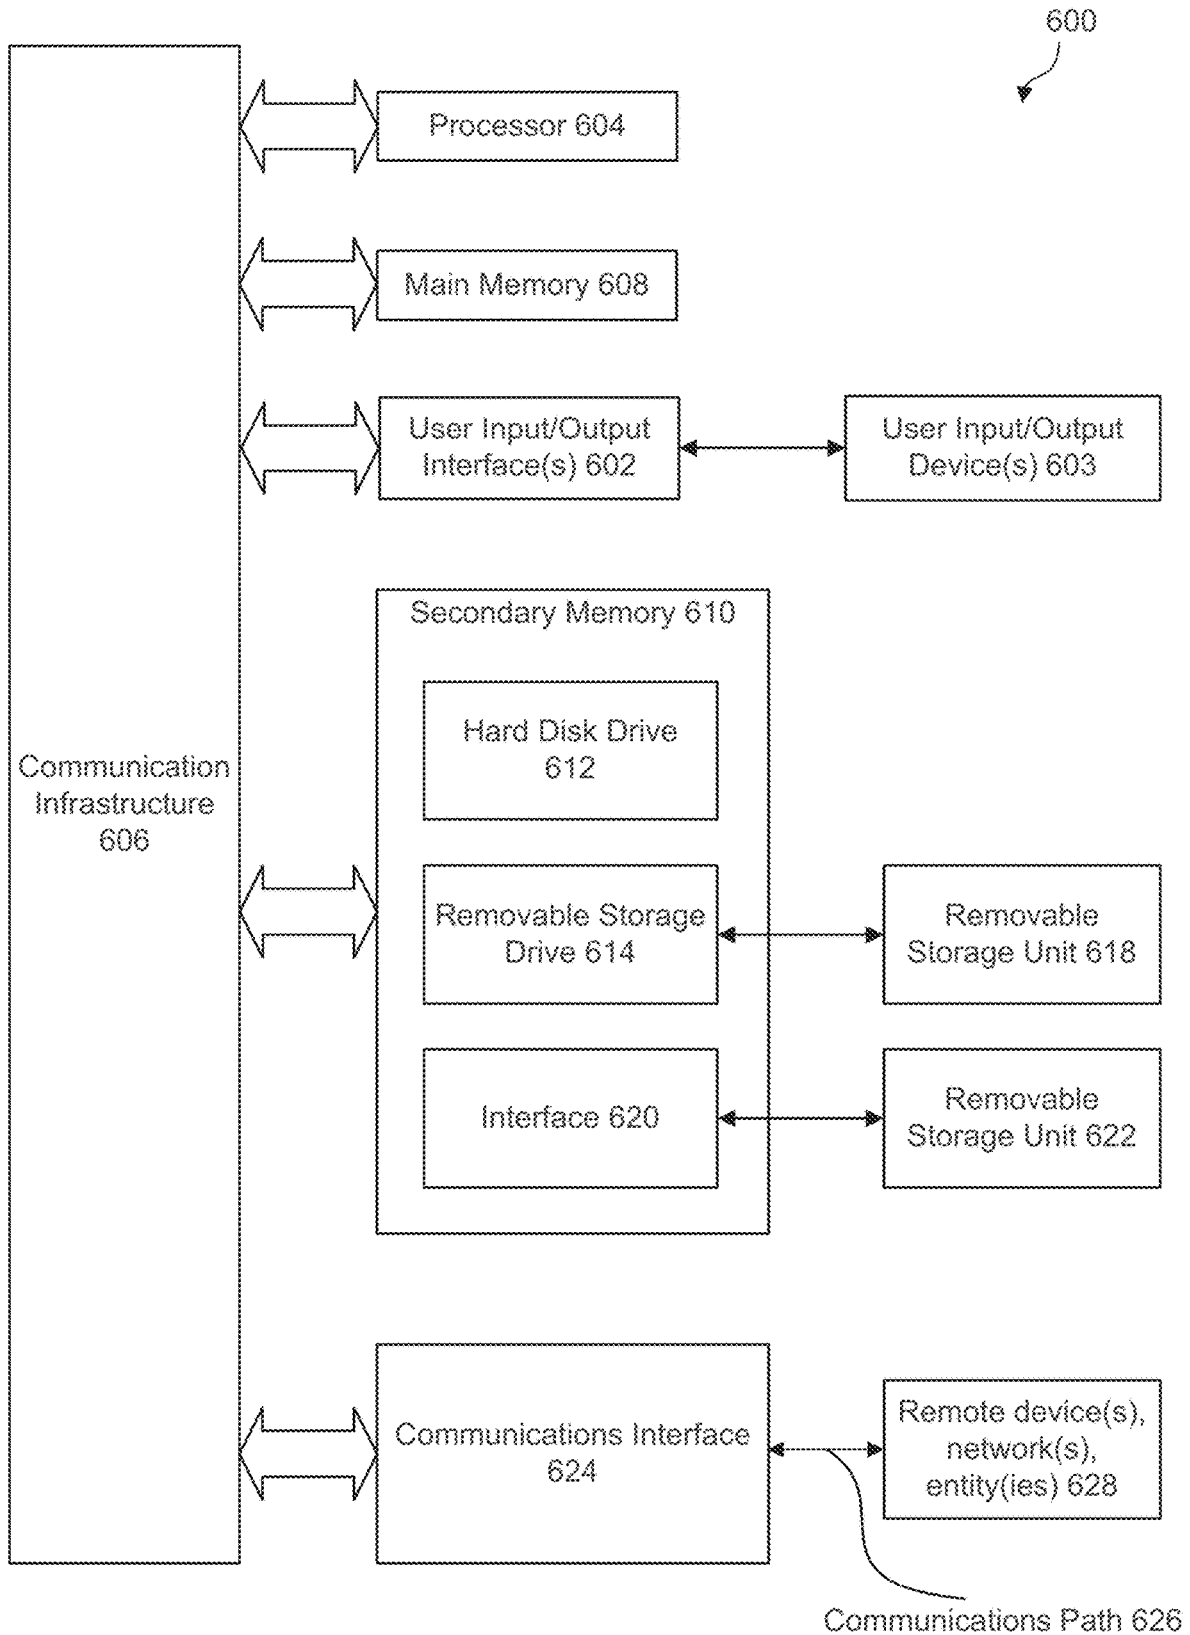 600
Processor 604
Main Memory 608
User Input/Output
Interface(s) 602
User Input/Output
Device(s) 603
Secondary Memory 610
Hard Disk Drive
612
Communication
Infrastructure
606
Removable Storage
Drive 614
Removable
Storage Unit 618
Interface 620
Removable
Storage Unit 622
Communications Interface
624
Remote device(s),
network(s),
entity(ies) 628
Communications Path 626